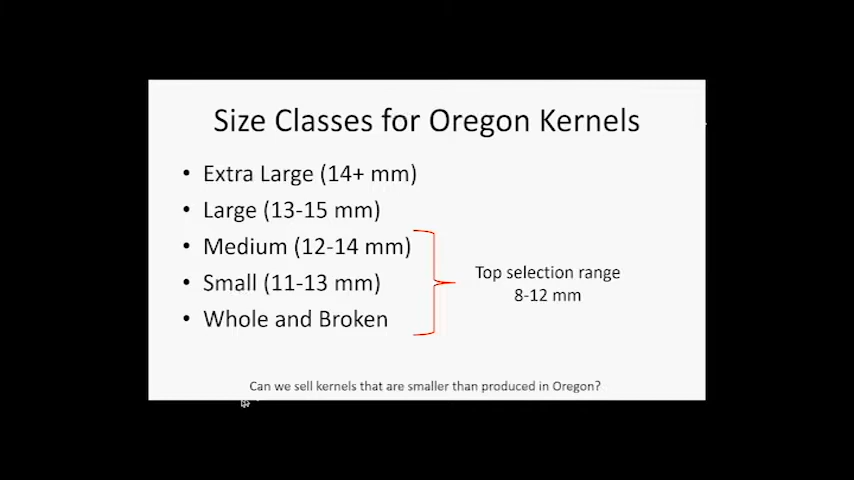 Size Classes for Oregon Kernels
• Extra Large (14+ mm)
• Large (13-15 mm)
• Medium (12-14 mm)
• Small (11-13 mm)
• Whole and Broken
Top selection range
8-12 mm
Can we sell kernels that are smaller than produced in Oregon?